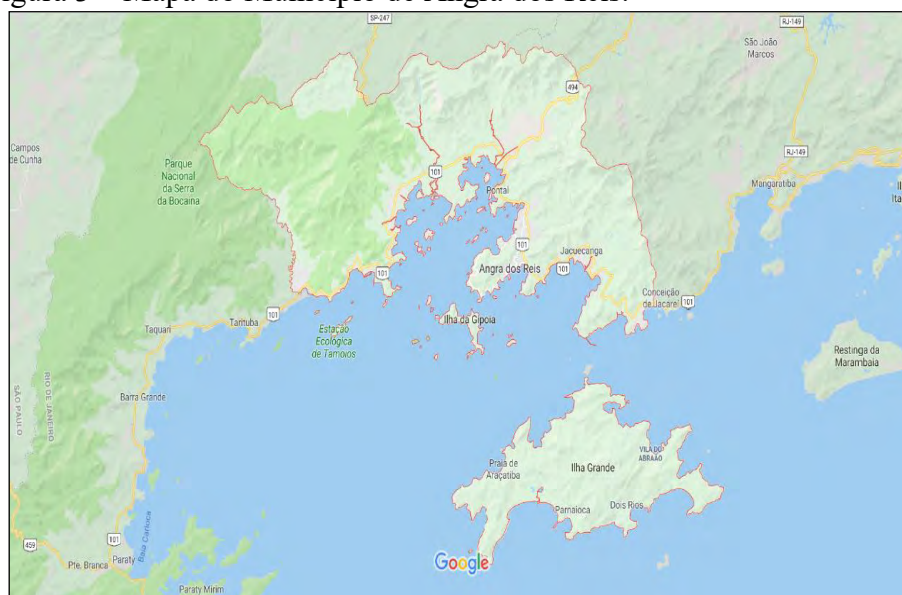 Mapa do Município de Angra dos Reis.
SP-247
RJ-149
São João
Marcos
494
Campos
de Cunha
Parque
Nacional
da Serra
da Bocaina
RJ-149
101
Mangaratiba
Pontal
101
Jacuecanga
Angra dos Reis
101
101
Conceição
de Jacareí
101
101
Tarituba
Taquari
Ilha da Gipoia
Estação
Ecológica
de Tamoios
Restinga da
Marambaia
SÃO PAULO
RIO DE JANEIRO
Barra Grande
VILA DO
ABRAÃO
Praia de
Araçatiba
Ilha Grande
Parnaioca
Dois Rios
Baia Carioca
101
459
Pte. Branca
Paraty
Google
Paraty Mirim